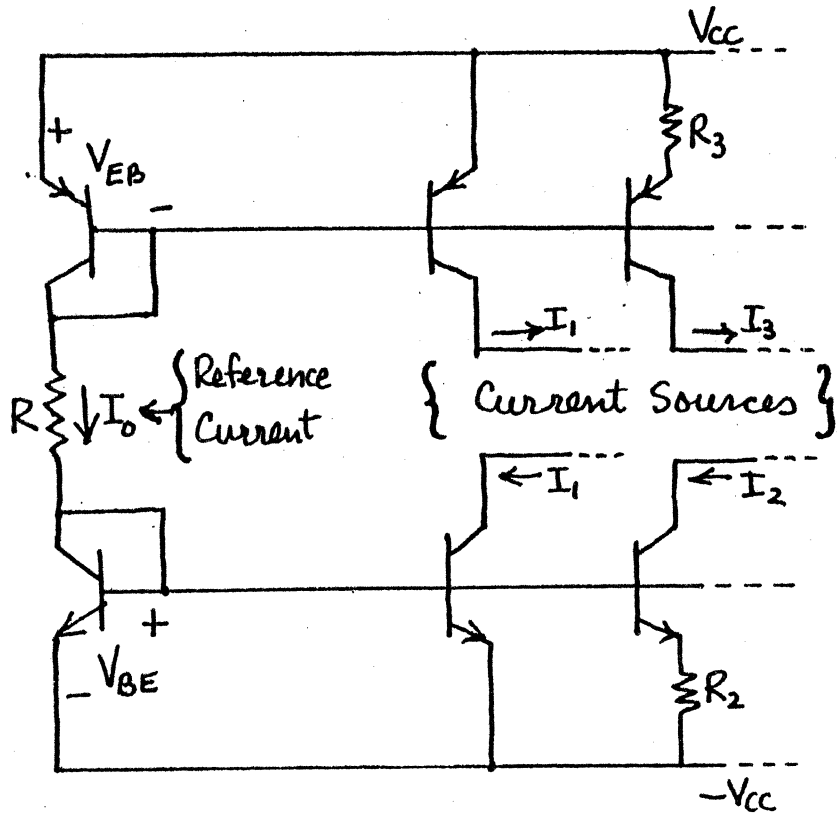 VCC
+
VEB
−
R3
I1
I3
R
I0
Reference
Current
Current Sources
I1
I2
+
VBE
−
R2
−VCC